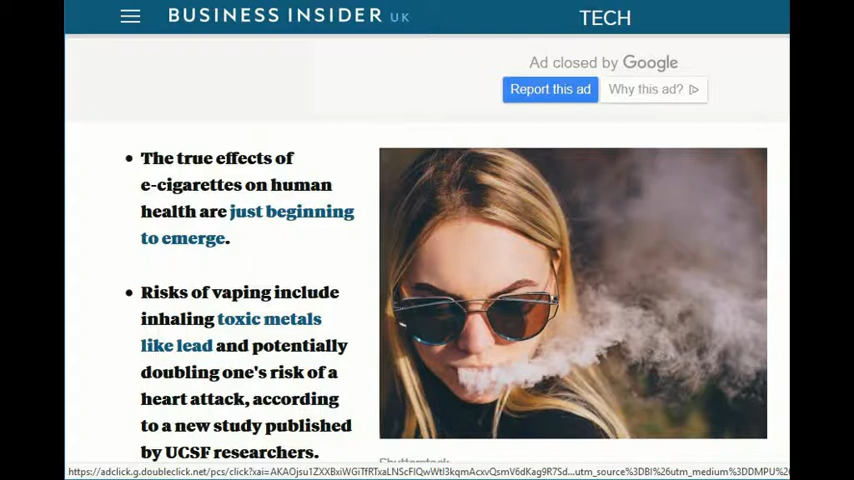 BUSINESS INSIDER UK
TECH
Ad closed by Google
Report this ad
Why this ad?
• The true effects of
e-cigarettes on human
health are just beginning
to emerge.
• Risks of vaping include
inhaling toxic metals
like lead and potentially
doubling one's risk of a
heart attack, according
to a new study published
by UCSF researchers.